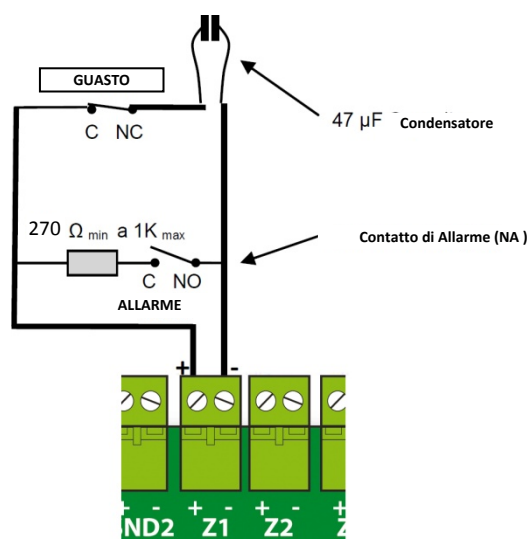 GUASTO
C NC
47 µF Condensatore
270 Ω min a 1K max
Contatto di Allarme (NA )
C NO
ALLARME
+ -
+ - + - + - +
ND2 Z1 Z2